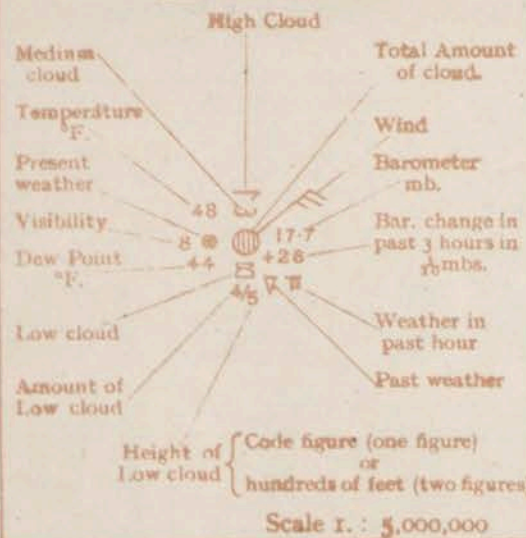 High Cloud
Medium
cloud
Total Amount
of cloud.
Temperature
°F.
Wind
Present
weather
Barometer
mb.
48
Visibility
8
17·7
Bar. change in
past 3 hours in
1/10 mbs.
+28
Dew Point
°F.
44
4/5
Low cloud
Weather in
past hour
Amount of
Low cloud
Past weather
Height of
Low cloud
Code figure (one figure)
or
hundreds of feet (two figures
Scale 1. : 5,000,000